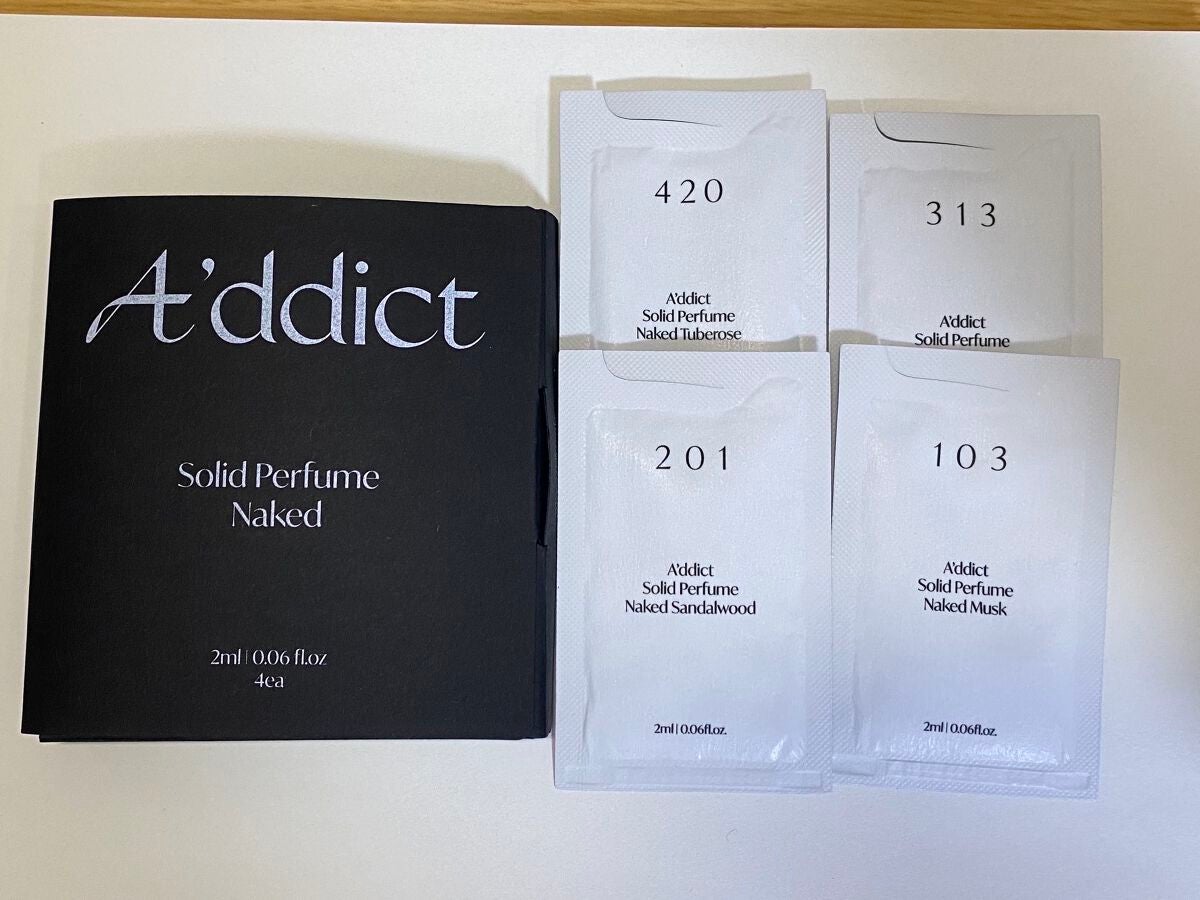 A'ddict
Solid Perfume
Naked
2ml | 0.06 fl.oz
4ea
420
A'ddict
Solid Perfume
Naked Tuberose
313
A'ddict
Solid Perfume
201
A'ddict
Solid Perfume
Naked Sandalwood
2ml | 0.06fl.oz.
103
A'ddict
Solid Perfume
Naked Musk
2ml | 0.06fl.oz.